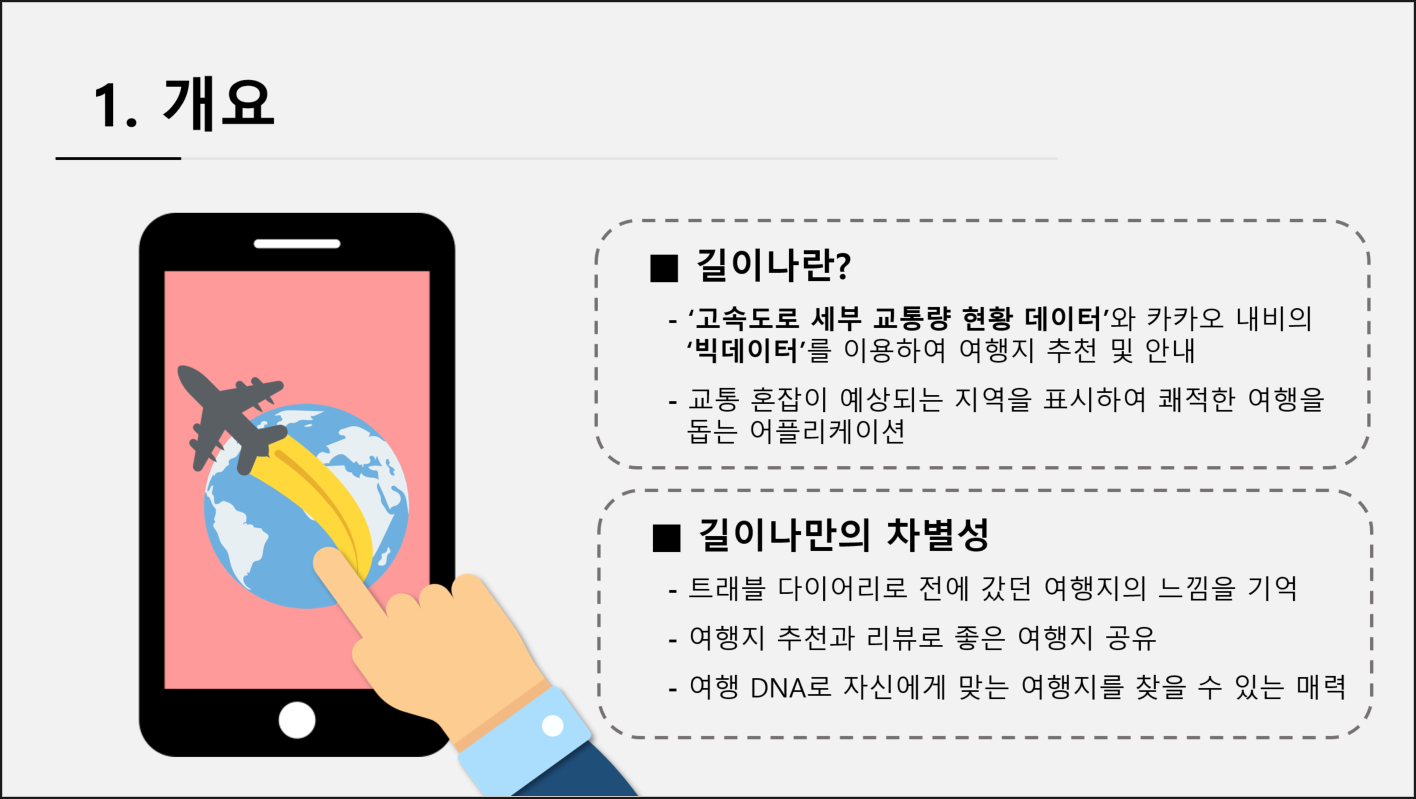 1. 개요
■ 길이나란?
- ‘고속도로 세부 교통량 현황 데이터’와 카카오 내비의
‘빅데이터’를 이용하여 여행지 추천 및 안내
- 교통 혼잡이 예상되는 지역을 표시하여 쾌적한 여행을
돕는 어플리케이션
■ 길이나만의 차별성
- 트래블 다이어리로 전에 갔던 여행지의 느낌을 기억
- 여행지 추천과 리뷰로 좋은 여행지 공유
- 여행 DNA로 자신에게 맞는 여행지를 찾을 수 있는 매력